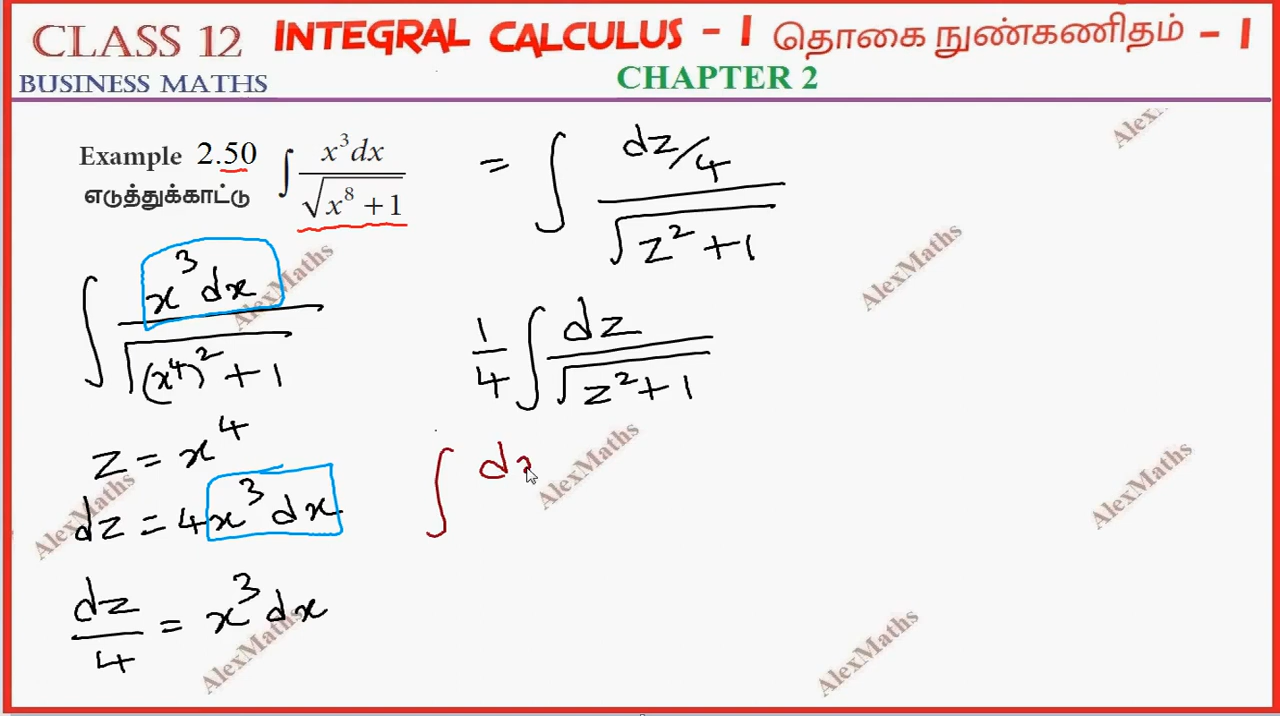 CLASS 12 INTEGRAL CALCULUS - I தொகை நுண்கணிதம் - I
BUSINESS MATHS CHAPTER 2
Example 2.50 ∫ x³dx / √(x⁸ + 1)
எடுத்துக்காட்டு
= ∫ (dz/4) / √(z² + 1)
∫ x³ dx / √((x⁴)² + 1)
1/4 ∫ dz / √(z² + 1)
z = x⁴
dz = 4x³ dx
dz/4 = x³ dx
∫ d
AlexMaths
AlexMaths
AlexMaths
AlexMaths
AlexMaths
AlexMaths
AlexMaths
AlexMaths